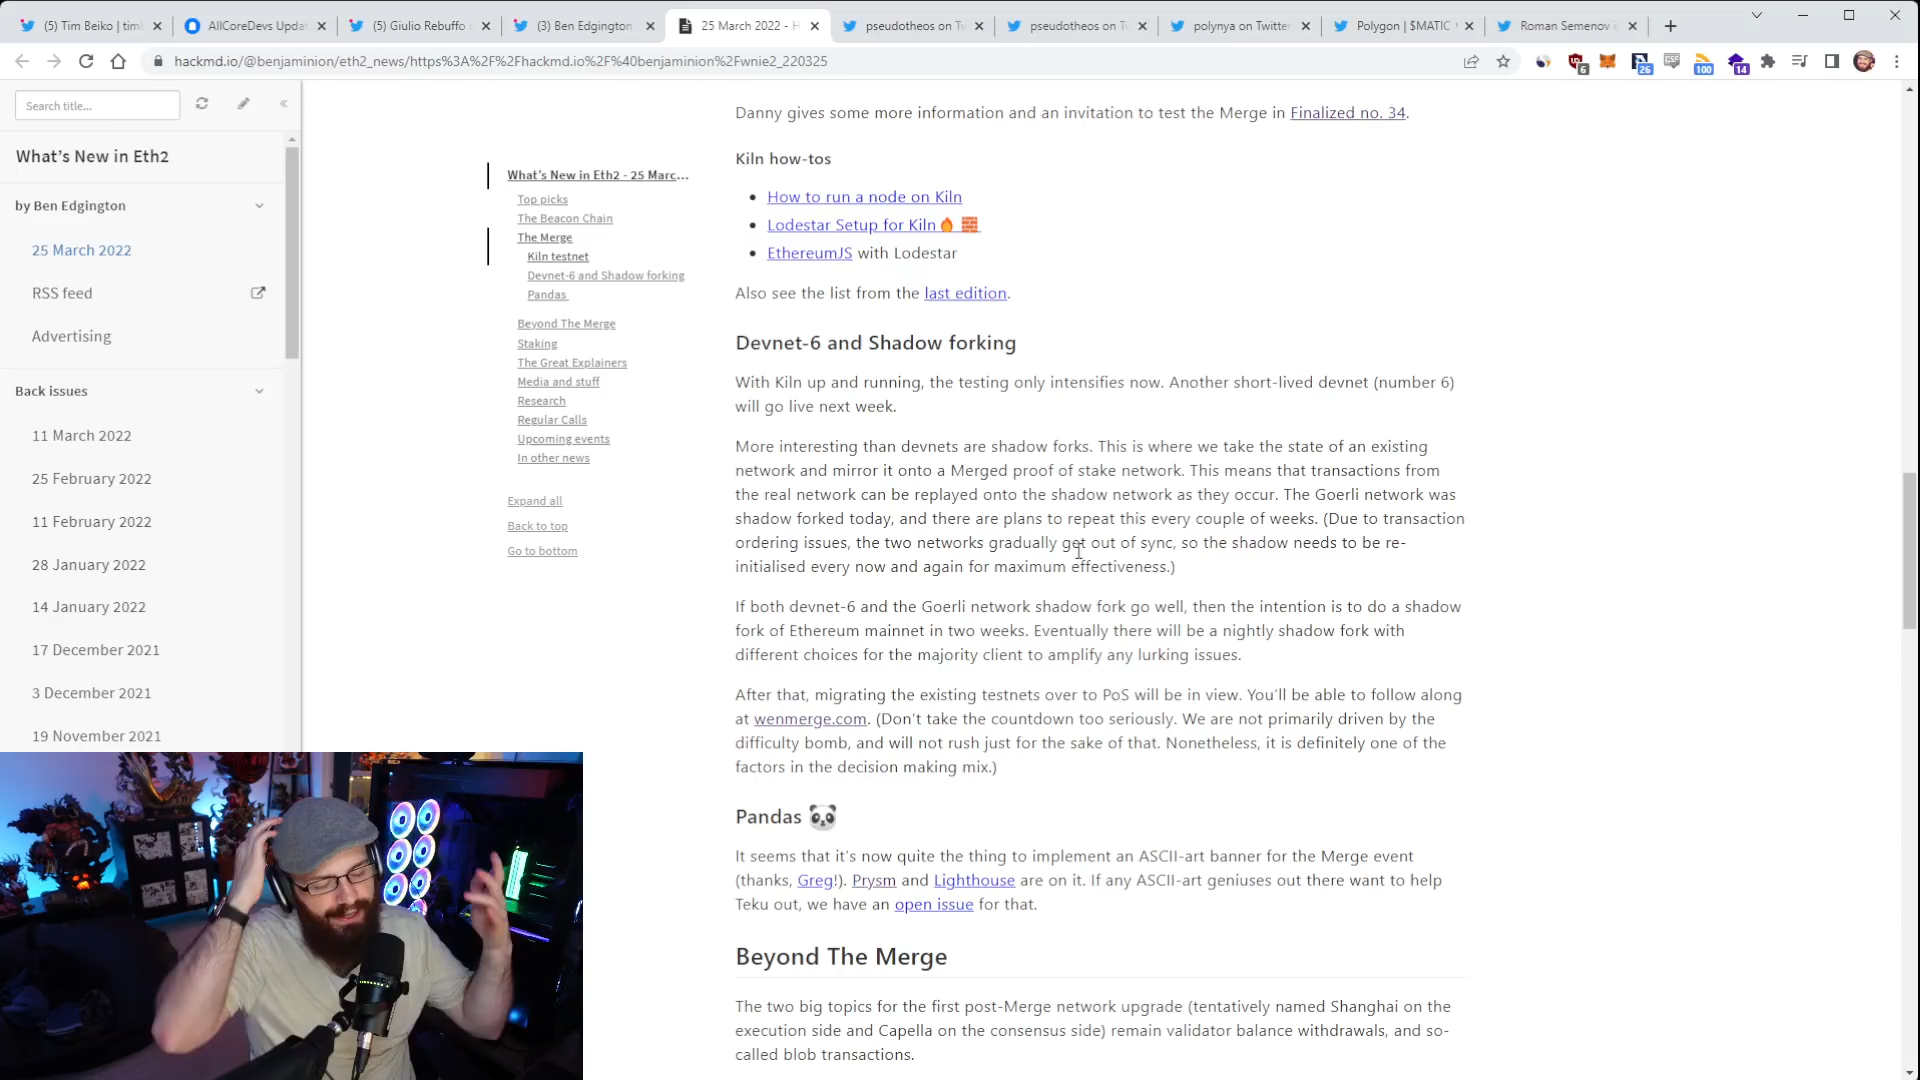 (5) Tim Beiko | timb
AllCoreDevs Updat
(5) Giulio Rebuffo
(3) Ben Edgington
25 March 2022 - H
pseudotheos on Tw
pseudotheos on Tw
polynya on Twitter
Polygon | $MATIC
Roman Semenov
hackmd.io/@benjaminion/eth2_news/https%3A%2F%2Fhackmd.io%2F%40benjaminion%2Fwnie2_220325
6
26
100
14
Search title...
What's New in Eth2
by Ben Edgington
25 March 2022
RSS feed
Advertising
Back issues
11 March 2022
25 February 2022
11 February 2022
28 January 2022
14 January 2022
17 December 2021
3 December 2021
19 November 2021
What's New in Eth2 - 25 Marc...
Top picks
The Beacon Chain
The Merge
Kiln testnet
Devnet-6 and Shadow forking
Pandas
Beyond The Merge
Staking
The Great Explainers
Media and stuff
Research
Regular Calls
Upcoming events
In other news
Expand all
Back to top
Go to bottom
Danny gives some more information and an invitation to test the Merge in Finalized no. 34.
Kiln how-tos
• How to run a node on Kiln
• Lodestar Setup for Kiln🔥 🧱
• EthereumJS with Lodestar
Also see the list from the last edition.
Devnet-6 and Shadow forking
With Kiln up and running, the testing only intensifies now. Another short-lived devnet (number 6)
will go live next week.
More interesting than devnets are shadow forks. This is where we take the state of an existing
network and mirror it onto a Merged proof of stake network. This means that transactions from
the real network can be replayed onto the shadow network as they occur. The Goerli network was
shadow forked today, and there are plans to repeat this every couple of weeks. (Due to transaction
ordering issues, the two networks gradually get out of sync, so the shadow needs to be re-
initialised every now and again for maximum effectiveness.)
If both devnet-6 and the Goerli network shadow fork go well, then the intention is to do a shadow
fork of Ethereum mainnet in two weeks. Eventually there will be a nightly shadow fork with
different choices for the majority client to amplify any lurking issues.
After that, migrating the existing testnets over to PoS will be in view. You'll be able to follow along
at wenmerge.com. (Don't take the countdown too seriously. We are not primarily driven by the
difficulty bomb, and will not rush just for the sake of that. Nonetheless, it is definitely one of the
factors in the decision making mix.)
Pandas 🐼
It seems that it's now quite the thing to implement an ASCII-art banner for the Merge event
(thanks, Greg!). Prysm and Lighthouse are on it. If any ASCII-art geniuses out there want to help
Teku out, we have an open issue for that.
Beyond The Merge
The two big topics for the first post-Merge network upgrade (tentatively named Shanghai on the
execution side and Capella on the consensus side) remain validator balance withdrawals, and so-
called blob transactions.